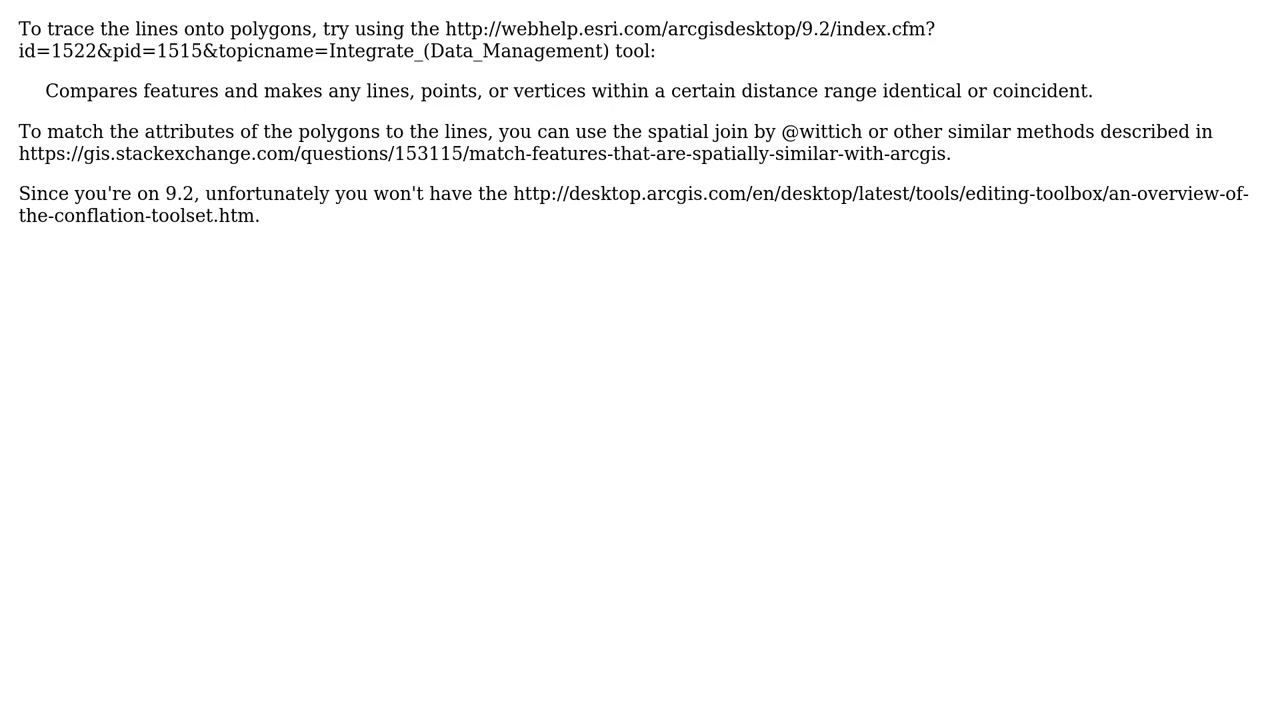 To trace the lines onto polygons, try using the http://webhelp.esri.com/arcgisdesktop/9.2/index.cfm?
id=1522&pid=1515&topicname=Integrate_(Data_Management) tool:
Compares features and makes any lines, points, or vertices within a certain distance range identical or coincident.
To match the attributes of the polygons to the lines, you can use the spatial join by @wittich or other similar methods described in
https://gis.stackexchange.com/questions/153115/match-features-that-are-spatially-similar-with-arcgis.
Since you're on 9.2, unfortunately you won't have the http://desktop.arcgis.com/en/desktop/latest/tools/editing-toolbox/an-overview-of-
the-conflation-toolset.htm.